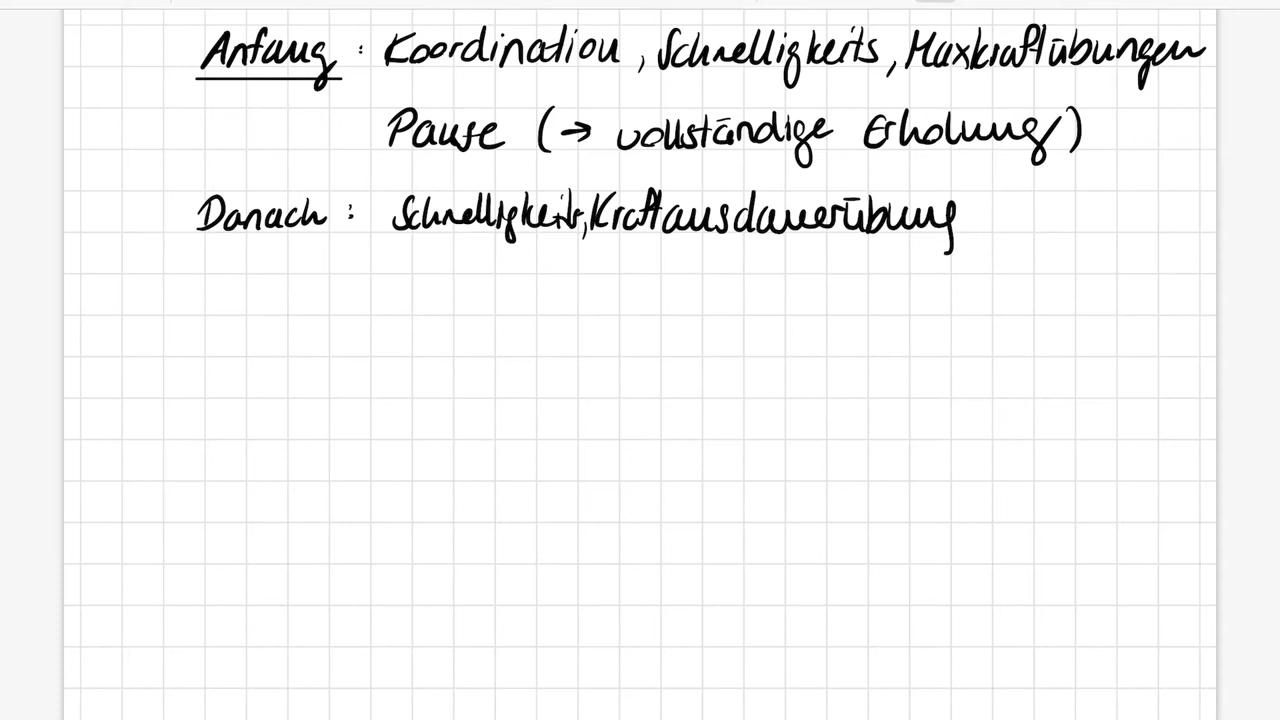 Anfang : Koordination, Schnelligkeits, Maxkraftübungen
Pause (→ vollständige Erholung)
Danach : Schnelligkeits, Kraftausdauerübung